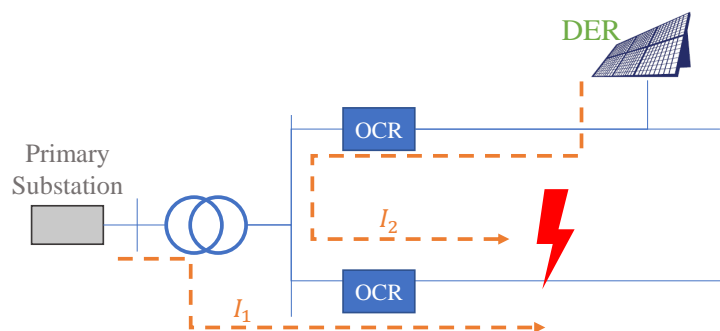 DER
OCR
Primary
Substation
I₂
OCR
I₁